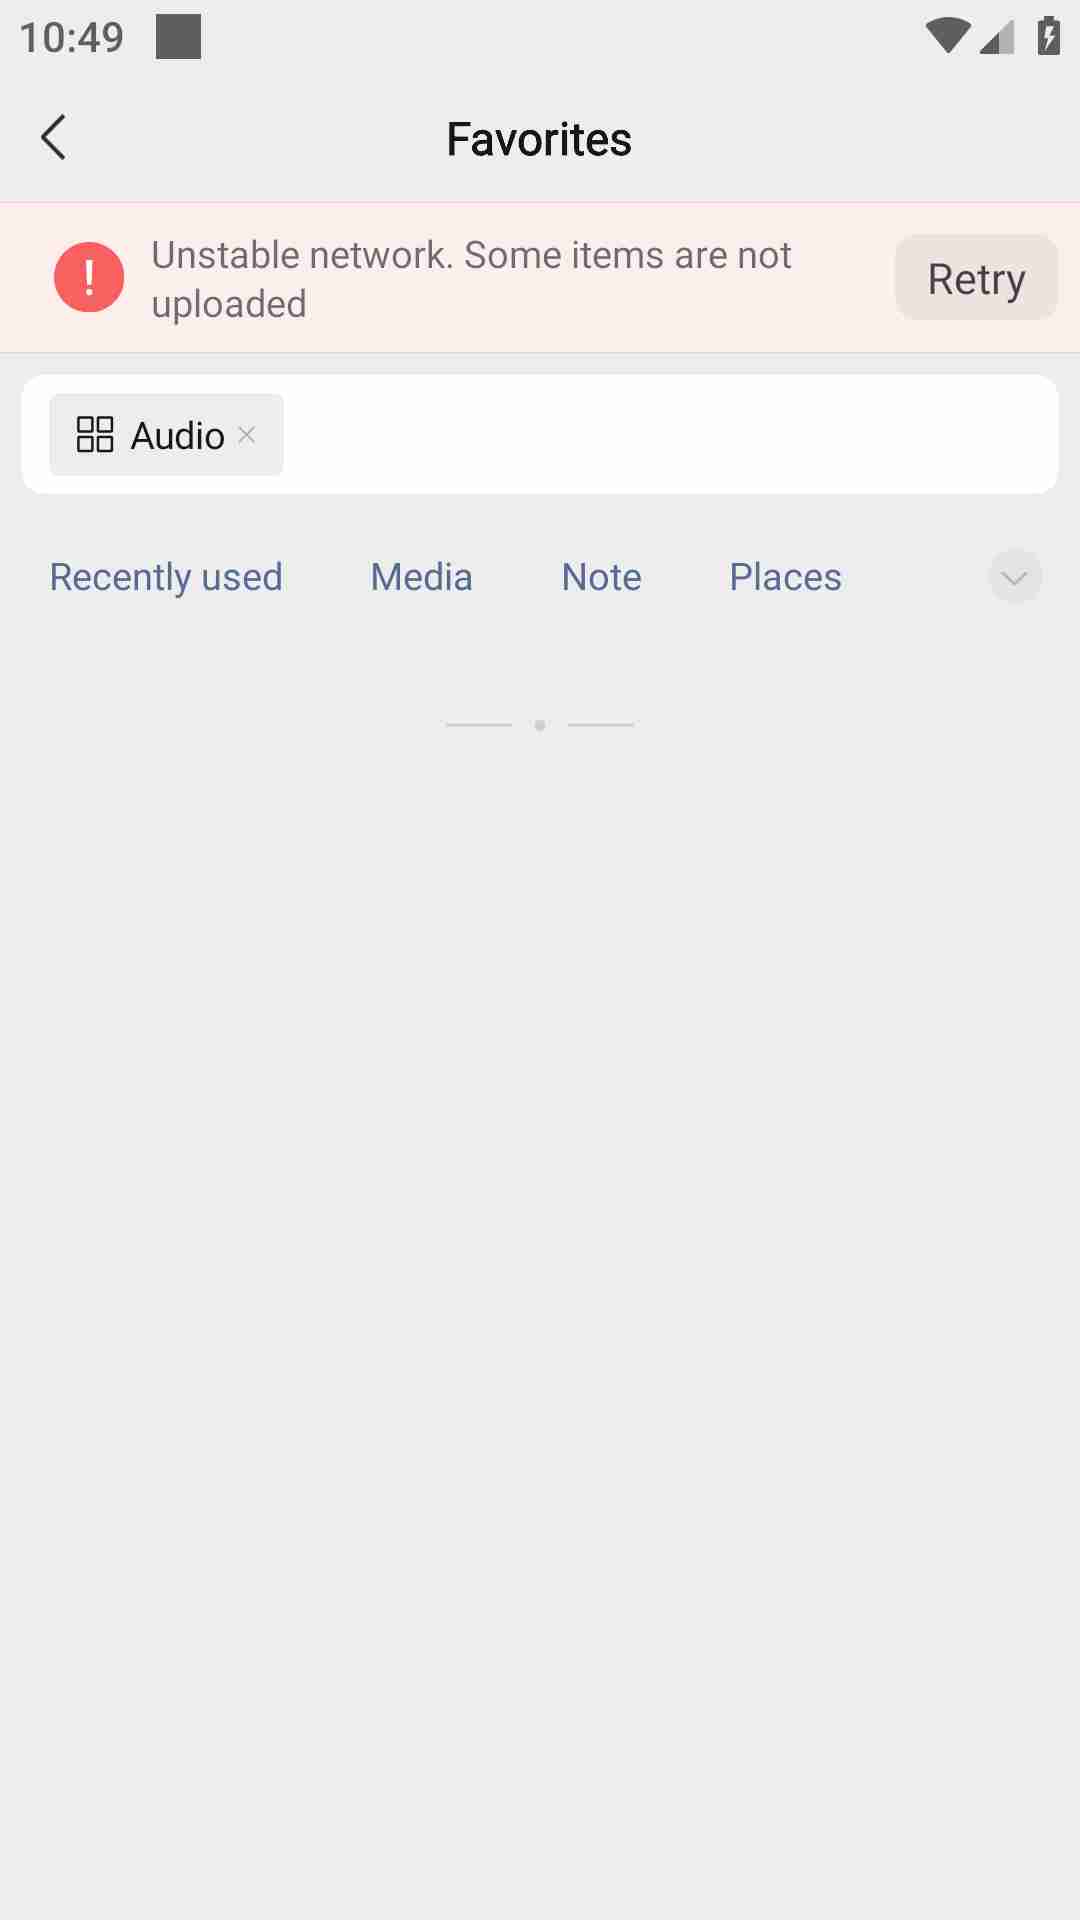 10:49
Favorites
Unstable network. Some items are not
uploaded
Retry
Audio
Recently used Media Note Places